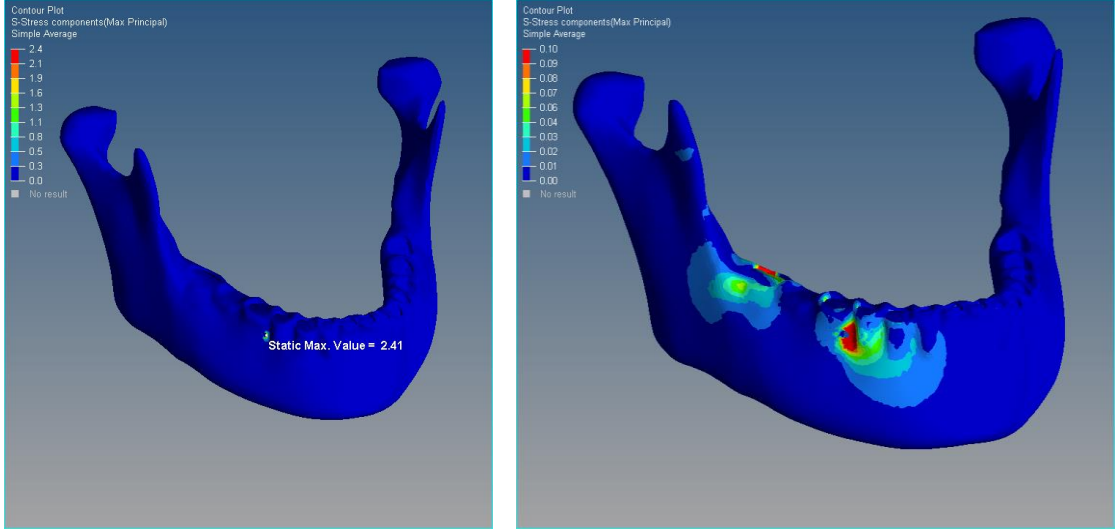 Contour Plot
S-Stress components(Max Principal)
Simple Average
2.4
2.1
1.9
1.6
1.3
1.1
0.8
0.5
0.3
0.0
No result
Static Max. Value = 2.41
Contour Plot
S-Stress components(Max Principal)
Simple Average
0.10
0.09
0.08
0.07
0.06
0.04
0.03
0.02
0.01
0.00
No result